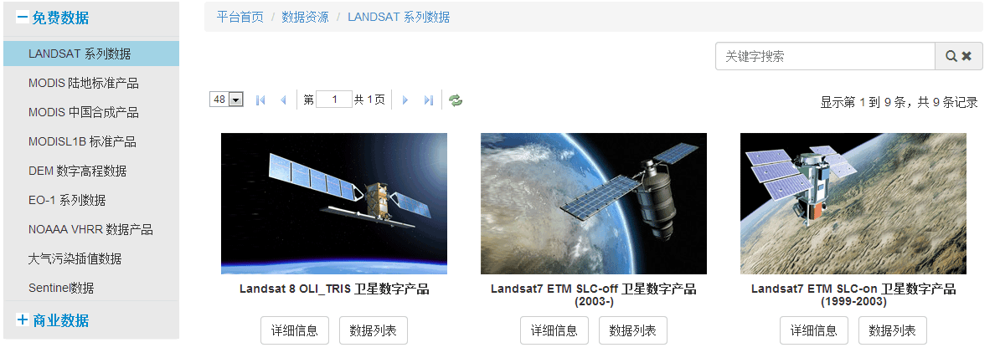 免费数据
LANDSAT 系列数据
MODIS 陆地标准产品
MODIS 中国合成产品
MODISL1B 标准产品
DEM 数字高程数据
EO-1 系列数据
NOAAA VHRR 数据产品
大气污染插值数据
Sentinel数据
商业数据
平台首页 / 数据资源 / LANDSAT 系列数据
关键字搜索
48 第 1 共 1 页
显示第 1 到 9 条，共 9 条记录
Landsat 8 OLI_TRIS 卫星数字产品
详细信息 数据列表
Landsat7 ETM SLC-off 卫星数字产品
(2003-)
详细信息 数据列表
Landsat7 ETM SLC-on 卫星数字产品
(1999-2003)
详细信息 数据列表